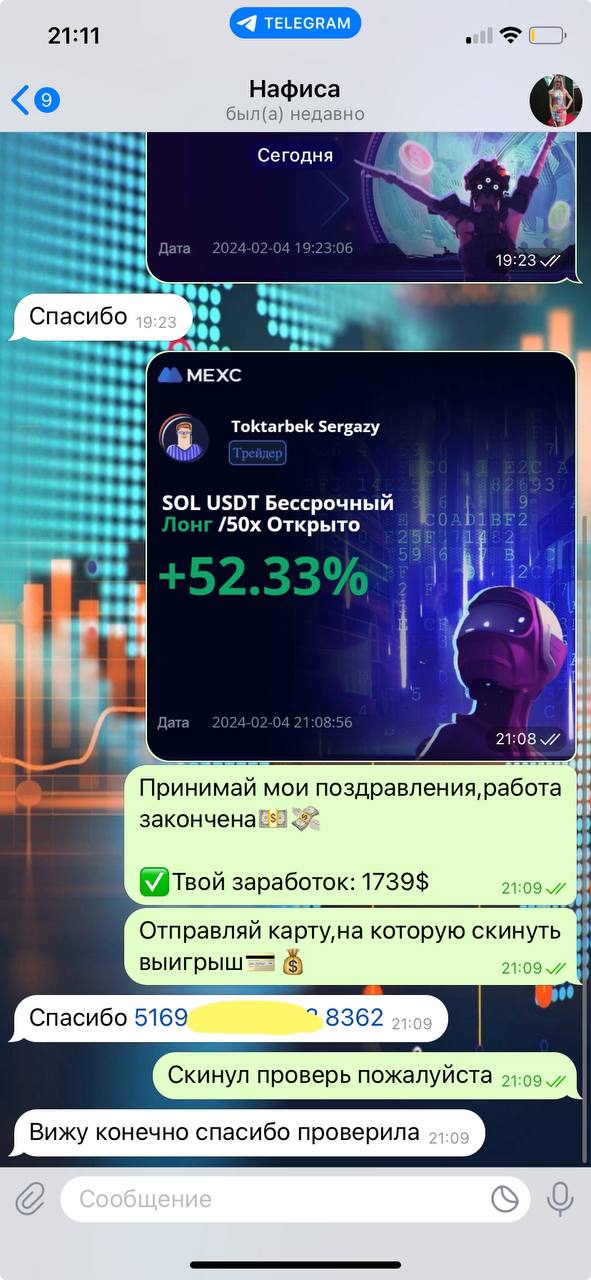 21:11
TELEGRAM
9
Нафиса
был(а) недавно
Сегодня
Дата 2024-02-04 19:23:06
19:23
Спасибо 19:23
MEXC
Toktarbek Sergazy
Трейдер
SOL USDT Бессрочный
Лонг /50x Открыто
+52.33%
Дата 2024-02-04 21:08:56
21:08
Принимай мои поздравления,работа
закончена
Твой заработок: 1739$ 21:09
Отправляй карту,на которую скинуть
выигрыш 21:09
Спасибо 5169 8362 21:09
Скинул проверь пожалуйста 21:09
Вижу конечно спасибо проверила 21:09
Сообщение